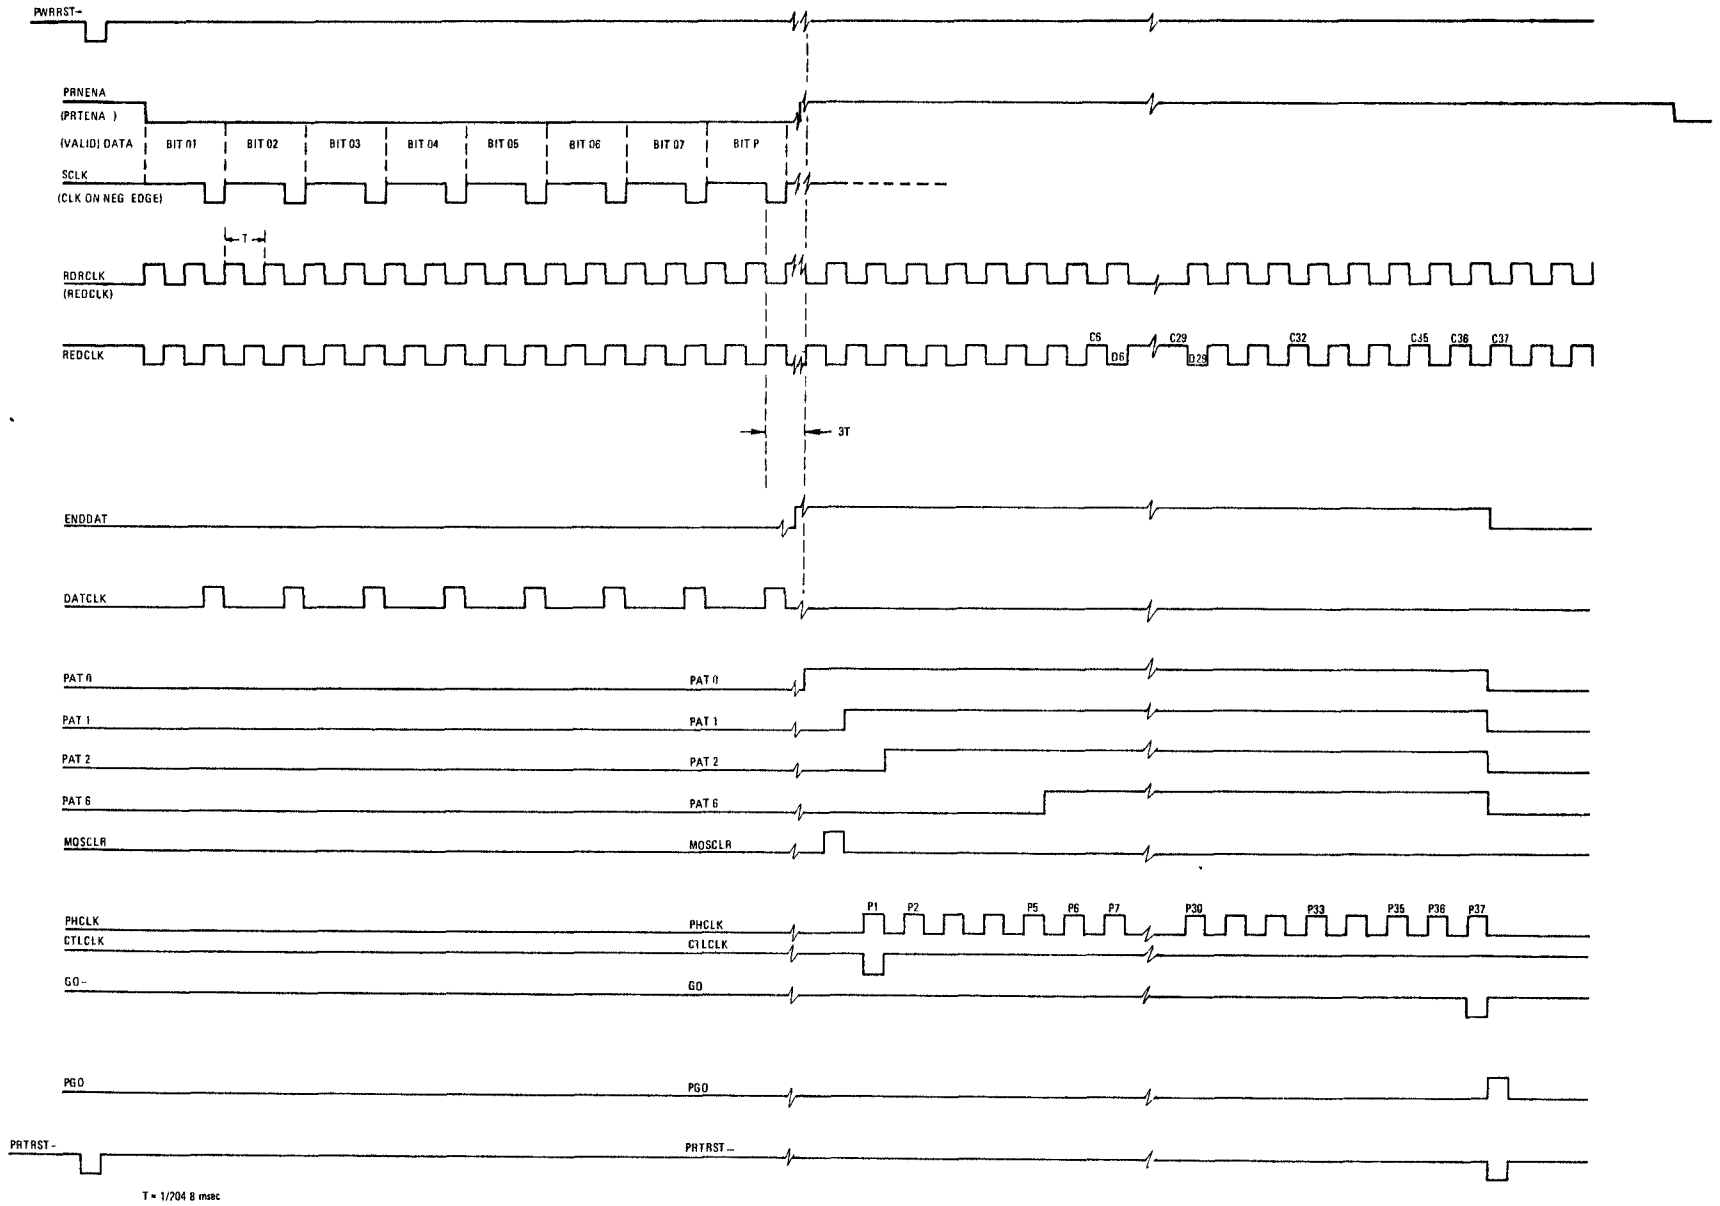 PWRRST-
PRNENA
(PRTENA )
(VALID) DATA BIT 01 BIT 02 BIT 03 BIT 04 BIT 05 BIT 06 BIT 07 BIT P
SCLK
(CLK ON NEG EDGE)
T
RDRCLK
(REDCLK)
REDCLK C6 D6 C29 D29 C32 C35 C36 C37
3T
ENDDAT
DATCLK
PAT 0 PAT 0
PAT 1 PAT 1
PAT 2 PAT 2
PAT 6 PAT 6
MOSCLR MOSCLR
P1 P2 P5 P6 P7 P30 P33 P35 P36 P37
PHCLK PHCLK
CTLCLK CTLCLK
GO- GO
PGO PGO
PRTRST- PRTRST-
T = 1/204 8 msec